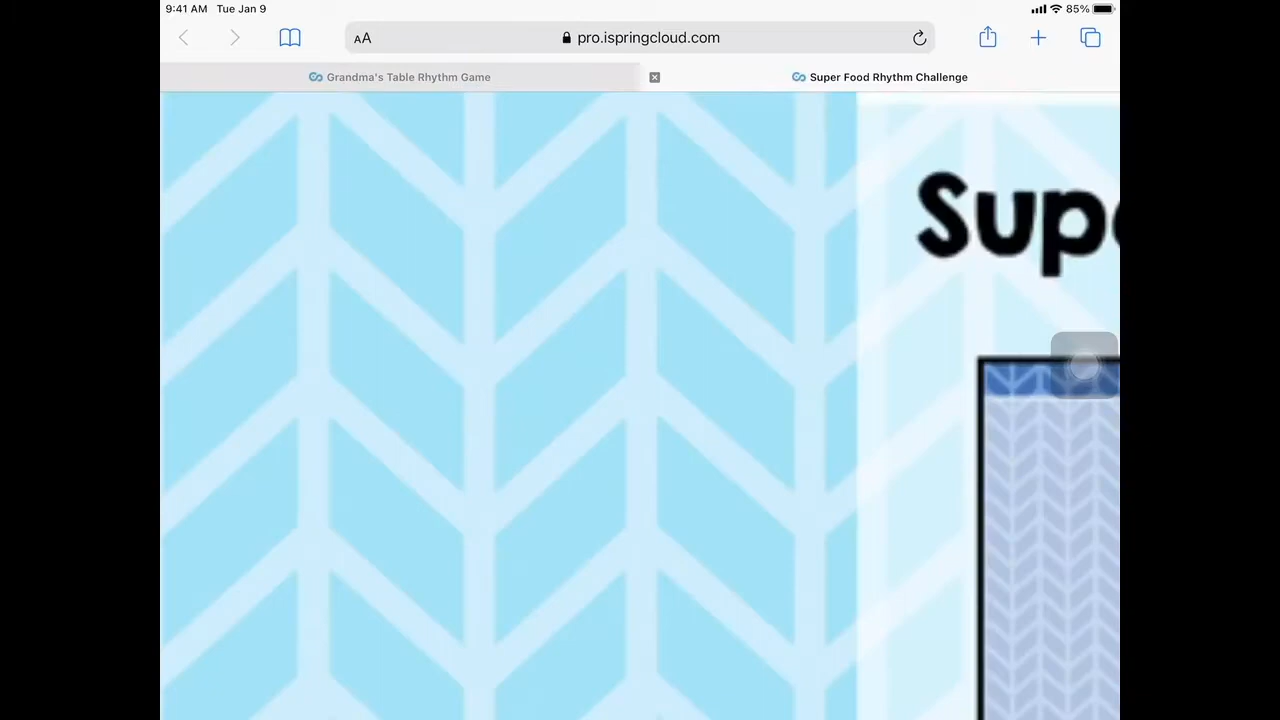 9:41 AM Tue Jan 9
85%
AA
pro.ispringcloud.com
Grandma's Table Rhythm Game
Super Food Rhythm Challenge
Supe